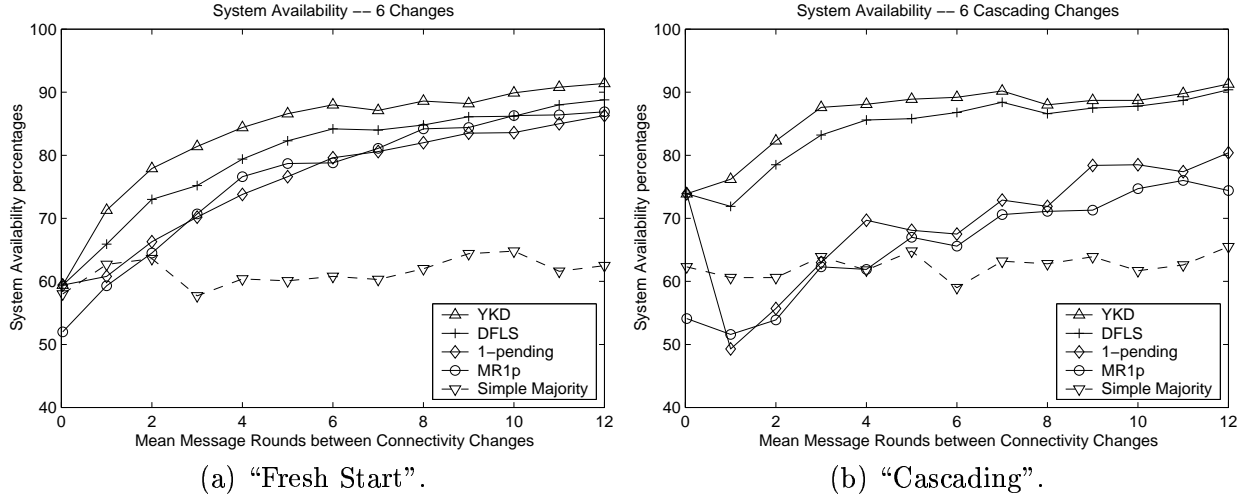 System Availability −− 6 Changes
System Availability percentages
100
90
80
70
60
50
40
0 2 4 6 8 10 12
Mean Message Rounds between Connectivity Changes
YKD
DFLS
1−pending
MR1p
Simple Majority
(a) “Fresh Start”.
System Availability −− 6 Cascading Changes
System Availability percentages
100
90
80
70
60
50
40
0 2 4 6 8 10 12
Mean Message Rounds between Connectivity Changes
YKD
DFLS
1−pending
MR1p
Simple Majority
(b) “Cascading”.